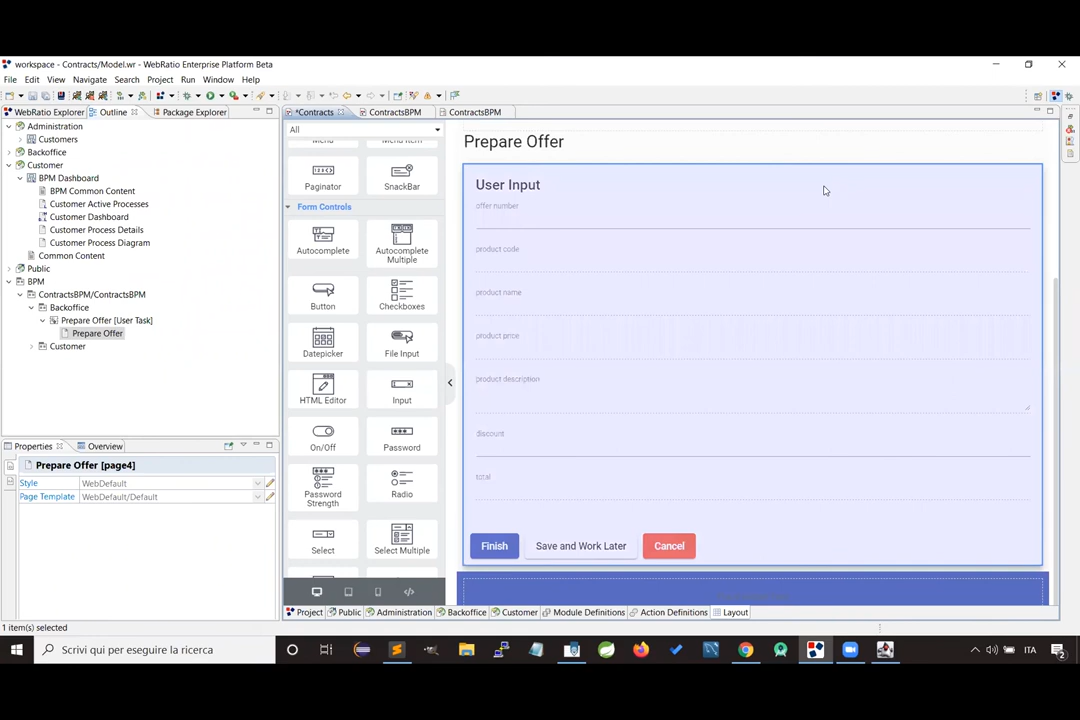 workspace - Contracts/Model.wr - WebRatio Enterprise Platform Beta
File Edit View Navigate Search Project Run Window Help
WebRatio Explorer Outline Package Explorer
Administration
Customers
Backoffice
Customer
BPM Dashboard
BPM Common Content
Customer Active Processes
Customer Dashboard
Customer Process Details
Customer Process Diagram
Common Content
Public
BPM
ContractsBPM/ContractsBPM
Backoffice
Prepare Offer [User Task]
Prepare Offer
Customer
Properties Overview
Prepare Offer [page4]
Style WebDefault
Page Template WebDefault/Default
*Contracts ContractsBPM ContractsBPM
All
Menu Menu Item
Paginator SnackBar
Form Controls
Autocomplete Autocomplete Multiple
Button Checkboxes
Datepicker File Input
HTML Editor Input
On/Off Password
Password Strength Radio
Select Select Multiple
Prepare Offer
User Input
offer number
product code
product name
product price
product description
discount
total
Finish Save and Work Later Cancel
Project Public Administration Backoffice Customer Module Definitions Action Definitions Layout
1 item(s) selected
Scrivi qui per eseguire la ricerca
ITA
2